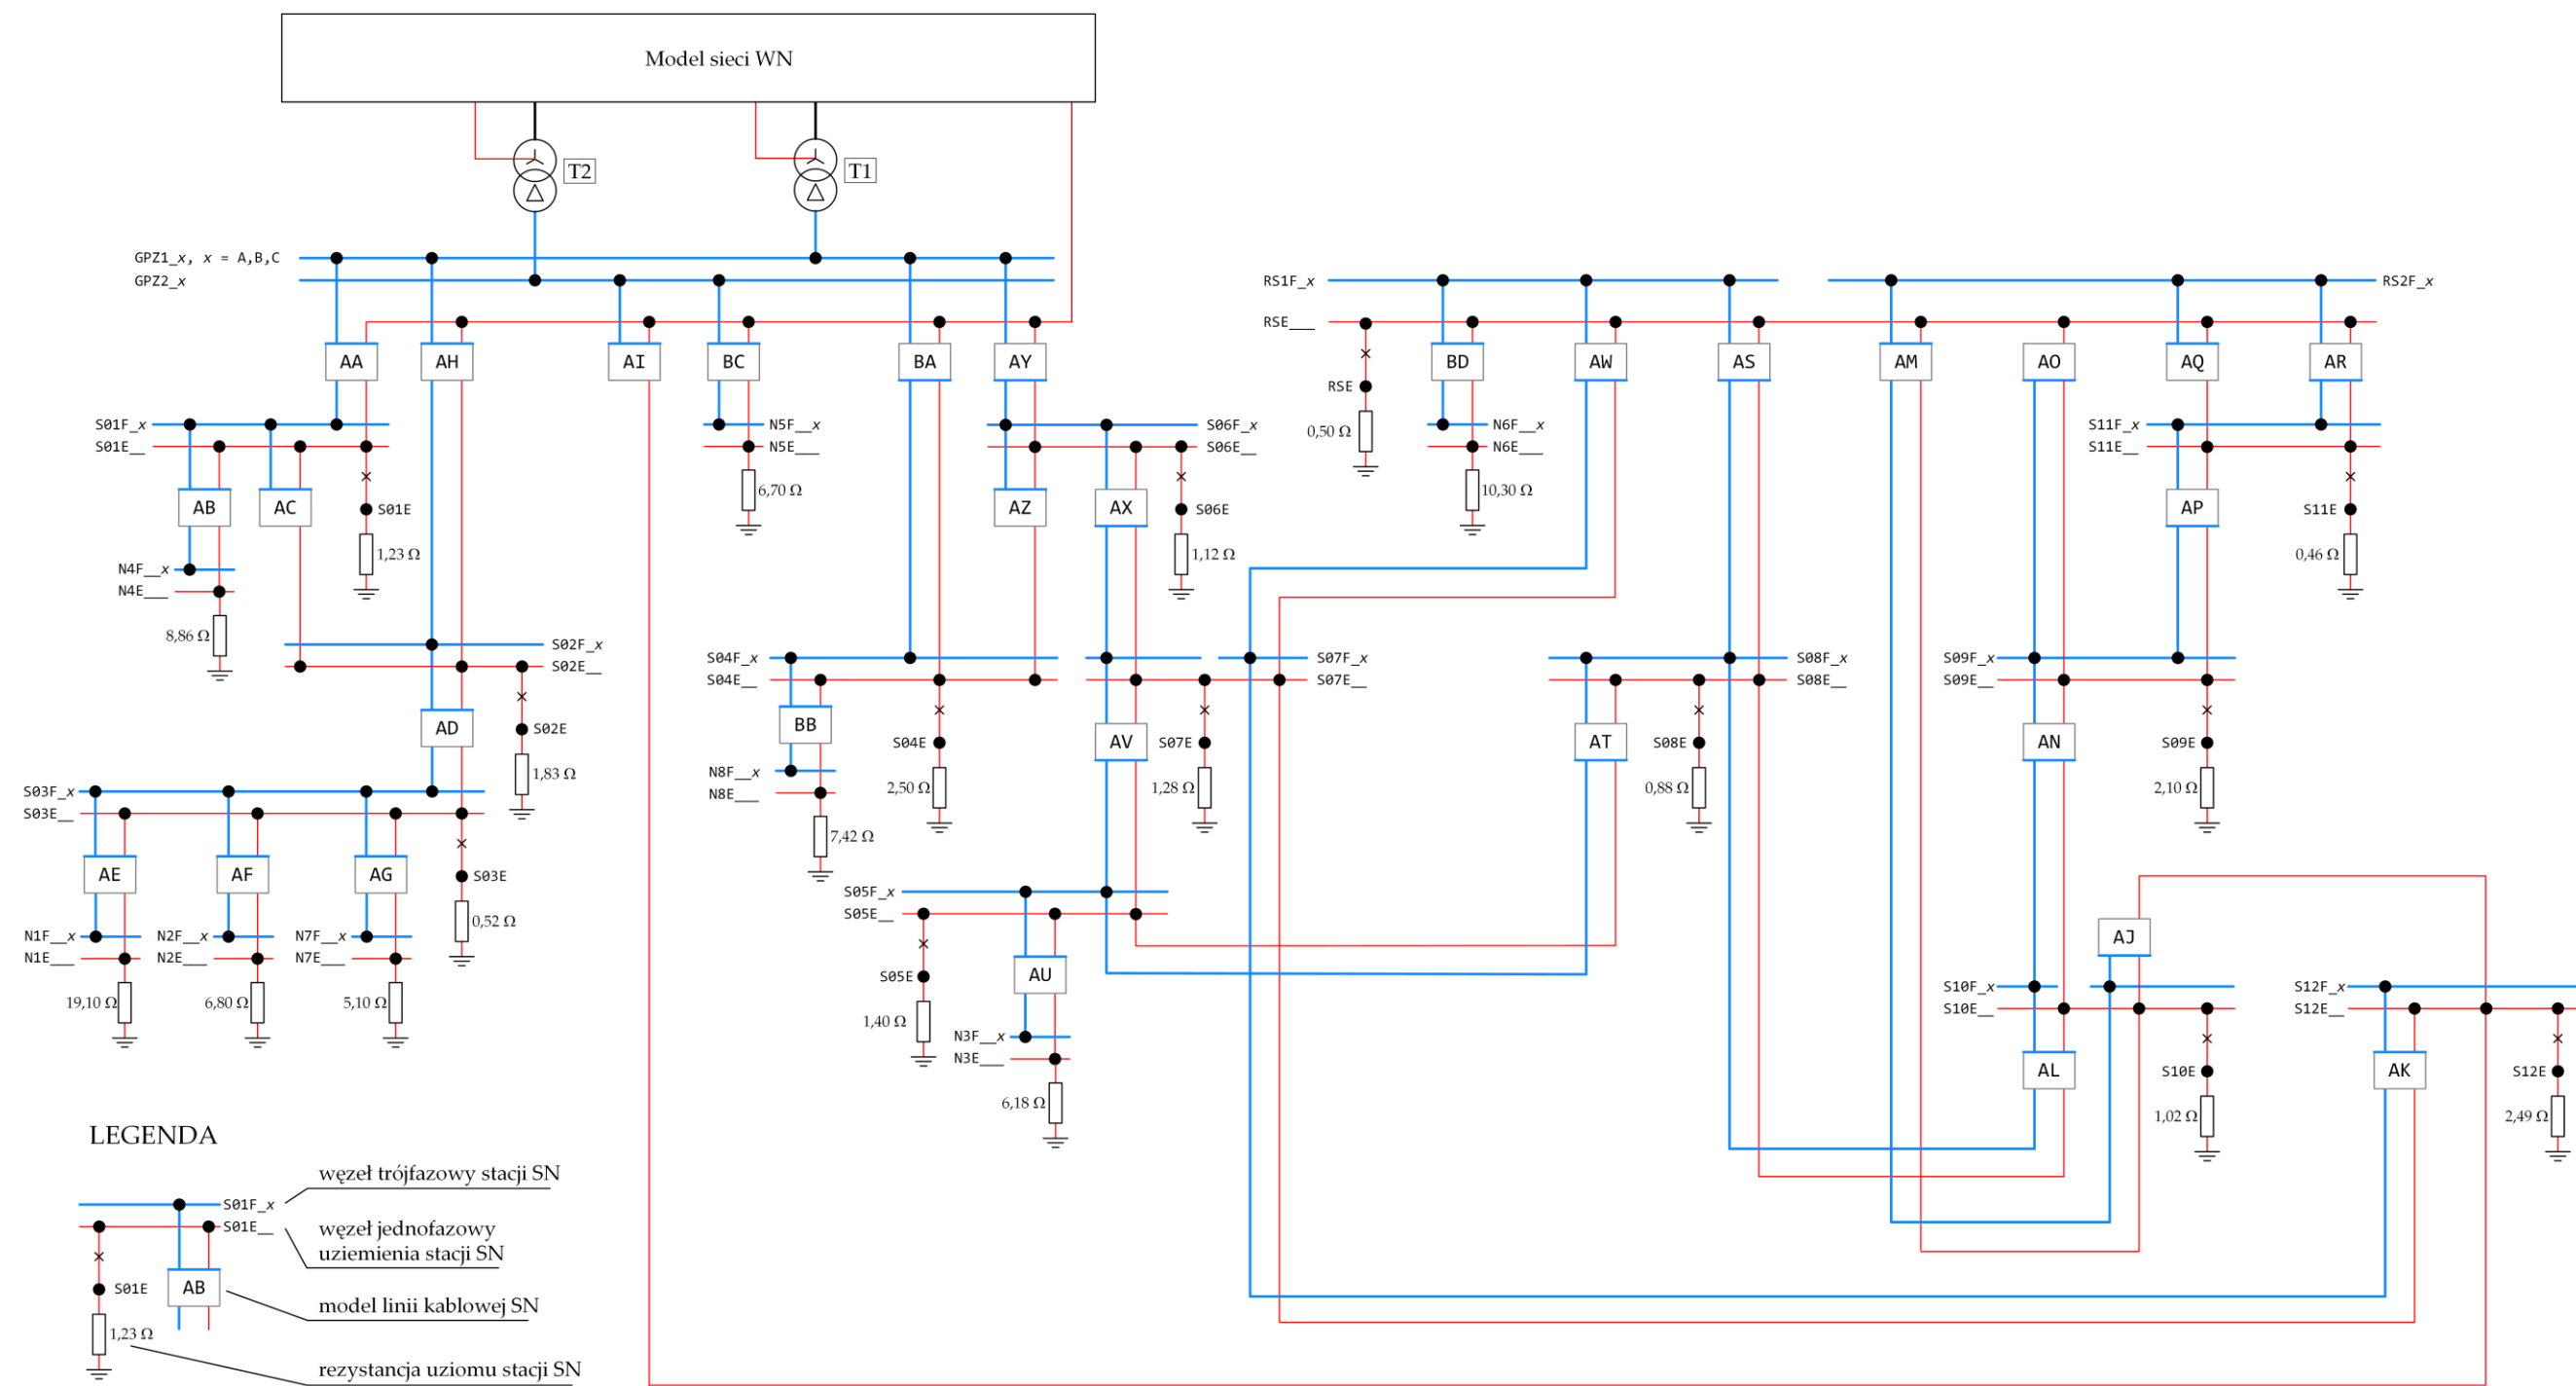 Model sieci WN
T2
T1
GPZ1_x, x = A,B,C
GPZ2_x
RS1F_x
RS2F_x
RSE___
AA
AH
AI
BC
BA
AY
BD
AW
AS
AM
AO
AQ
AR
RSE
0,50 Ω
S01F_x
S01E__
N5F__x
N5E___
S06F_x
S06E__
N6F__x
N6E___
S11F_x
S11E__
6,70 Ω
10,30 Ω
AB
AC
S01E
AZ
AX
S06E
AP
S11E
1,23 Ω
1,12 Ω
0,46 Ω
N4F__x
N4E___
8,86 Ω
S02F_x
S02E__
S04F_x
S04E__
S07F_x
S07E__
S08F_x
S08E__
S09F_x
S09E__
AD
S02E
BB
S04E
AV
S07E
AT
S08E
AN
S09E
1,83 Ω
N8F__x
N8E___
2,50 Ω
1,28 Ω
0,88 Ω
2,10 Ω
S03F_x
S03E__
7,42 Ω
AE
AF
AG
S03E
S05F_x
S05E__
0,52 Ω
N1F__x
N1E___
N2F__x
N2E___
N7F__x
N7E___
AJ
19,10 Ω
6,80 Ω
5,10 Ω
S05E
AU
S10F_x
S10E__
S12F_x
S12E__
1,40 Ω
N3F__x
N3E___
AL
S10E
AK
S12E
6,18 Ω
1,02 Ω
2,49 Ω
LEGENDA
S01F_x
S01E__
węzeł trójfazowy stacji SN
węzeł jednofazowy
uziemienia stacji SN
S01E
AB
model linii kablowej SN
1,23 Ω
rezystancja uziomu stacji SN